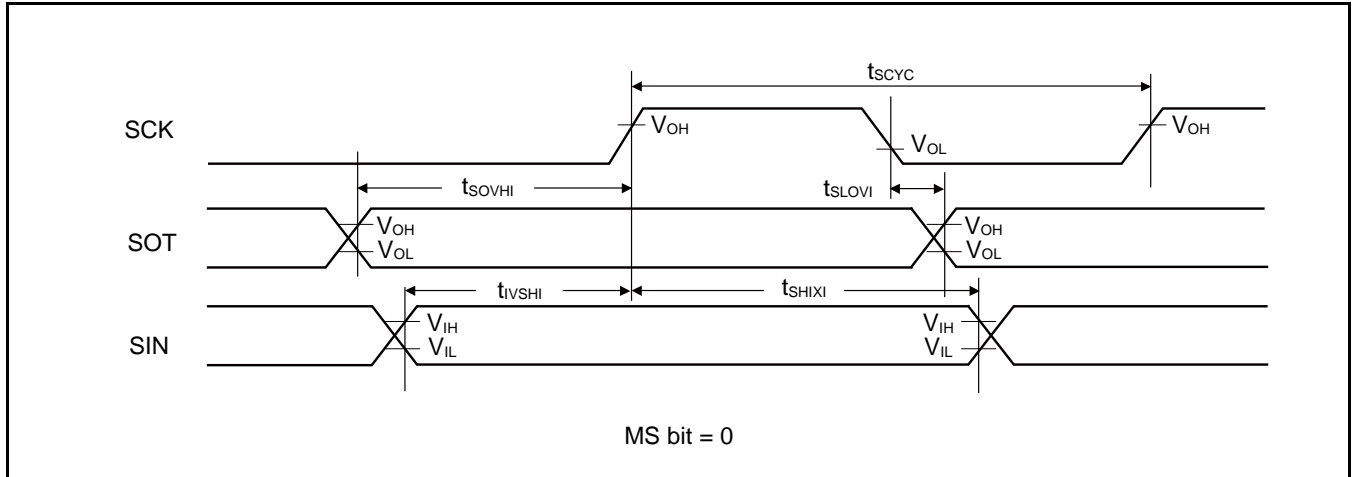 tSCYC
SCK
VOH
VOL
VOH
tSOVHI
tSLOVI
SOT
VOH
VOL
VOH
VOL
tIVSHI
tSHIXI
SIN
VIH
VIL
VIH
VIL
MS bit = 0